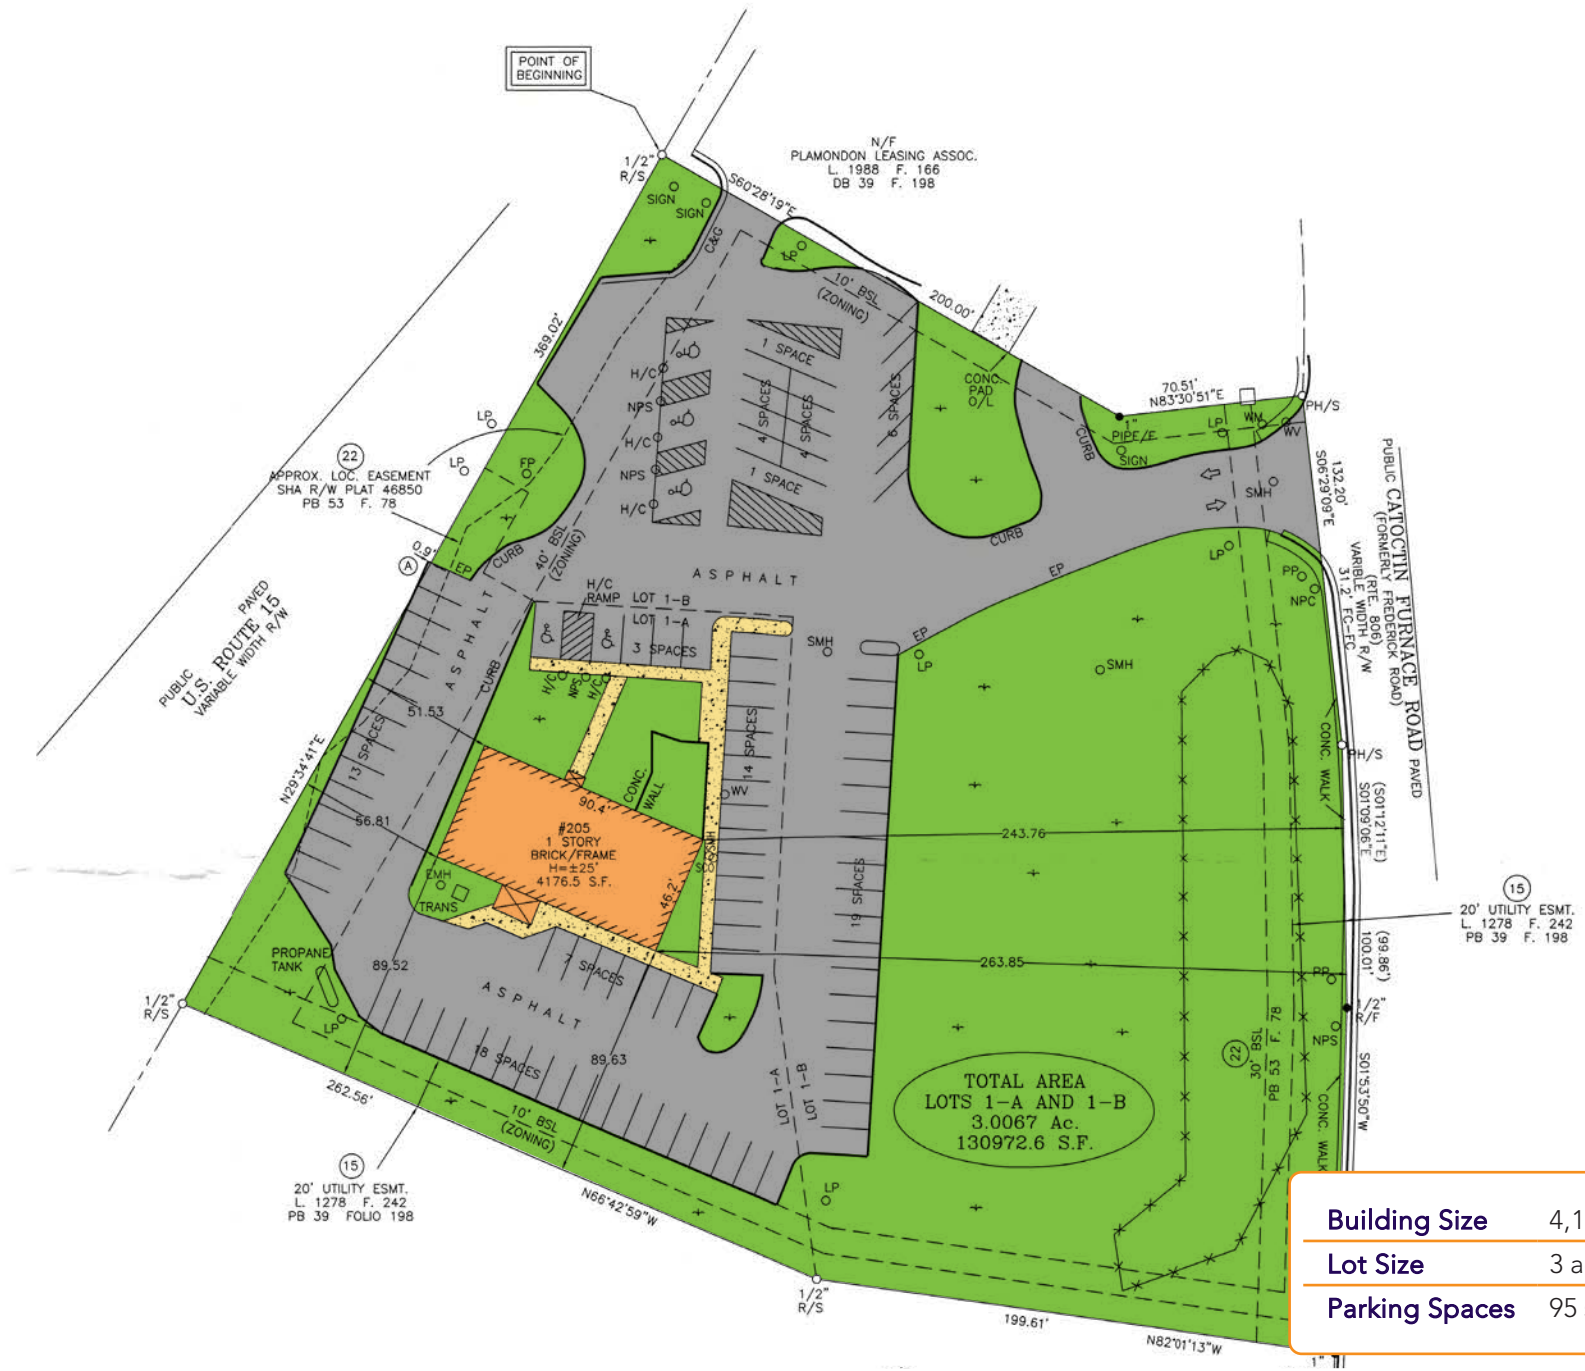 POINT OF
BEGINNING
1/2"
R/S
SIGN
SIGN
C&G
N/F
PLAMONDON LEASING ASSOC.
L. 1988 F. 166
DB 39 F. 198
S60°28'19"E
LP
10' BSL
(ZONING)
200.00'
CONC.
PAD
O/L
70.51'
N83°30'51"E
1"
PIPE/F
SIGN
CURB
LP
WM
WV
PH/S
SMH
369.02'
H/C
NPS
H/C
NPS
H/C
1 SPACE
4 SPACES
4 SPACES
1 SPACE
6 SPACES
LP
LP
FP
22
APPROX. LOC. EASEMENT
SHA R/W PLAT 46850
PB 53 F. 78
0.9'
A
EP
CURB
40' BSL
(ZONING)
ASPHALT
CURB
EP
EP
LP
PP
NPC
132.20'
S06°29'09"E
PUBLIC CATOCTIN FURNACE ROAD PAVED
(FORMERLY FREDERICK ROAD)
(RTE. 806)
VARIBLE WIDTH R/W
31.2' FC-FC
PUBLIC U.S. ROUTE 15 PAVED
VARIABLE WIDTH R/W
H/C
RAMP
LOT 1-B
LOT 1-A
3 SPACES
H/C
NPS
H/C
SMH
LP
SMH
ASPHALT
CURB
51.53
13 SPACES
N29°34'41"E
56.81
14 SPACES
WV
CONC.
WALL
90.4'
#205
1 STORY
BRICK/FRAME
H=±25'
4176.5 S.F.
46.2'
SMH
SCO
EMH
TRANS
243.76
263.85
19 SPACES
CONC. WALK
PH/S
(S01°12'11"E)
S01°09'06"E
(99.86')
100.01'
15
20' UTILITY ESMT.
L. 1278 F. 242
PB 39 F. 198
PP
1/2"
R/F
NPS
S01°53'50"W
CONC. WALK
22
30' BSL
PB 53 F. 78
PROPANE
TANK
LP
1/2"
R/S
89.52
7 SPACES
ASPHALT
18 SPACES
89.63
262.56'
10' BSL
(ZONING)
LOT 1-A
LOT 1-B
TOTAL AREA
LOTS 1-A AND 1-B
3.0067 Ac.
130972.6 S.F.
15
20' UTILITY ESMT.
L. 1278 F. 242
PB 39 FOLIO 198
N66°42'59"W
LP
1/2"
R/S
199.61'
N82°01'13"W
1"
Building Size 4,1
Lot Size 3 a
Parking Spaces 95